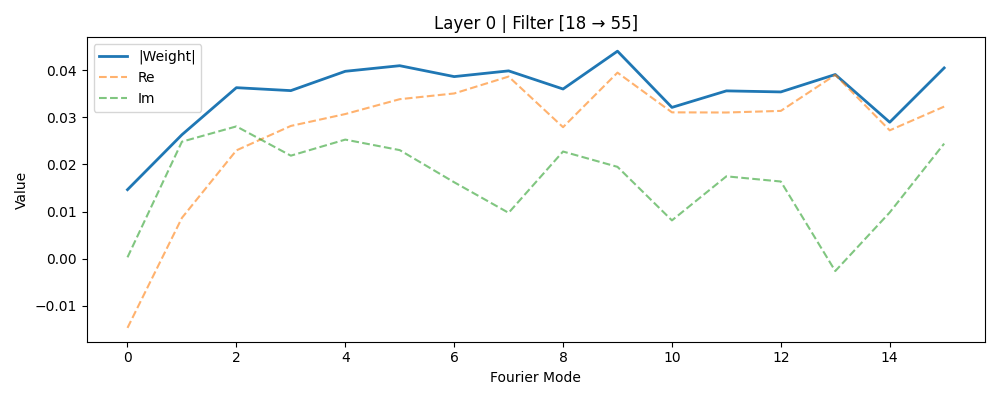 Layer 0 | Filter [18 → 55]
|Weight|
Re
Im
Value
0.04
0.03
0.02
0.01
0.00
−0.01
0 2 4 6 8 10 12 14
Fourier Mode